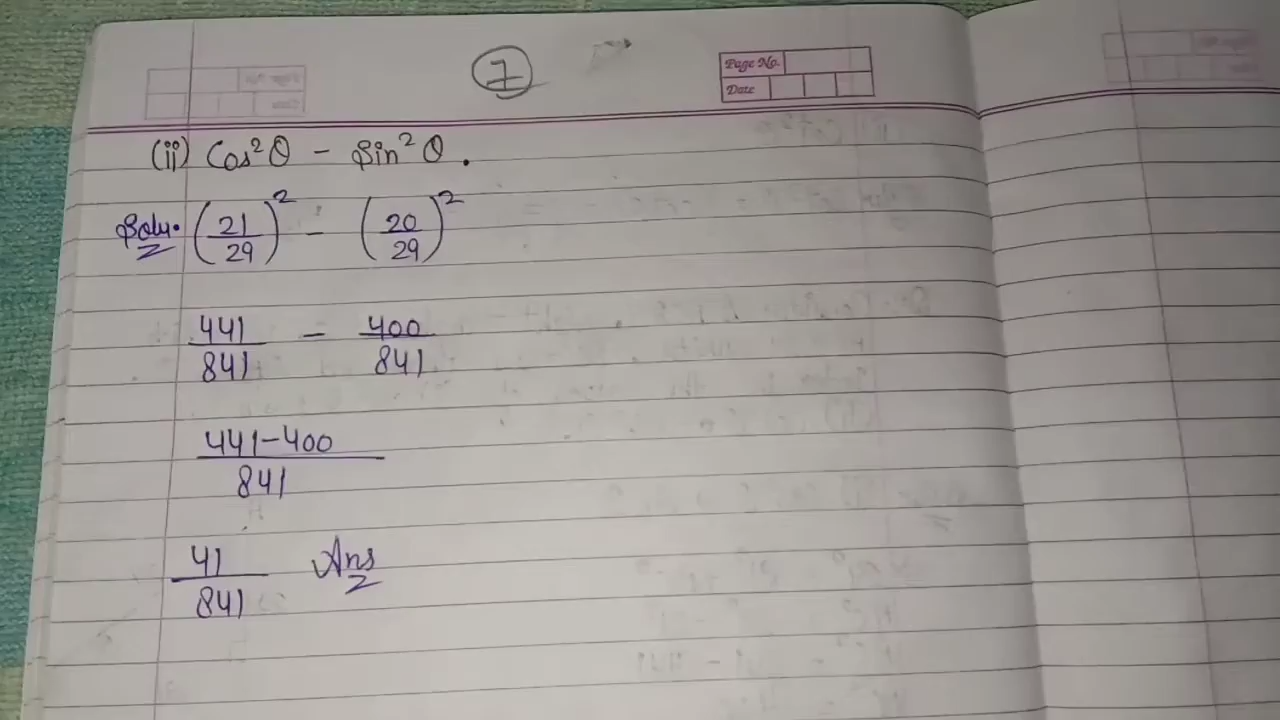 7
Page No.
Date
(ii) Cos²θ - Sin²θ.
Solu. (21/29)² - (20/29)²
441/841 - 400/841
441-400/841
41/841 Ans